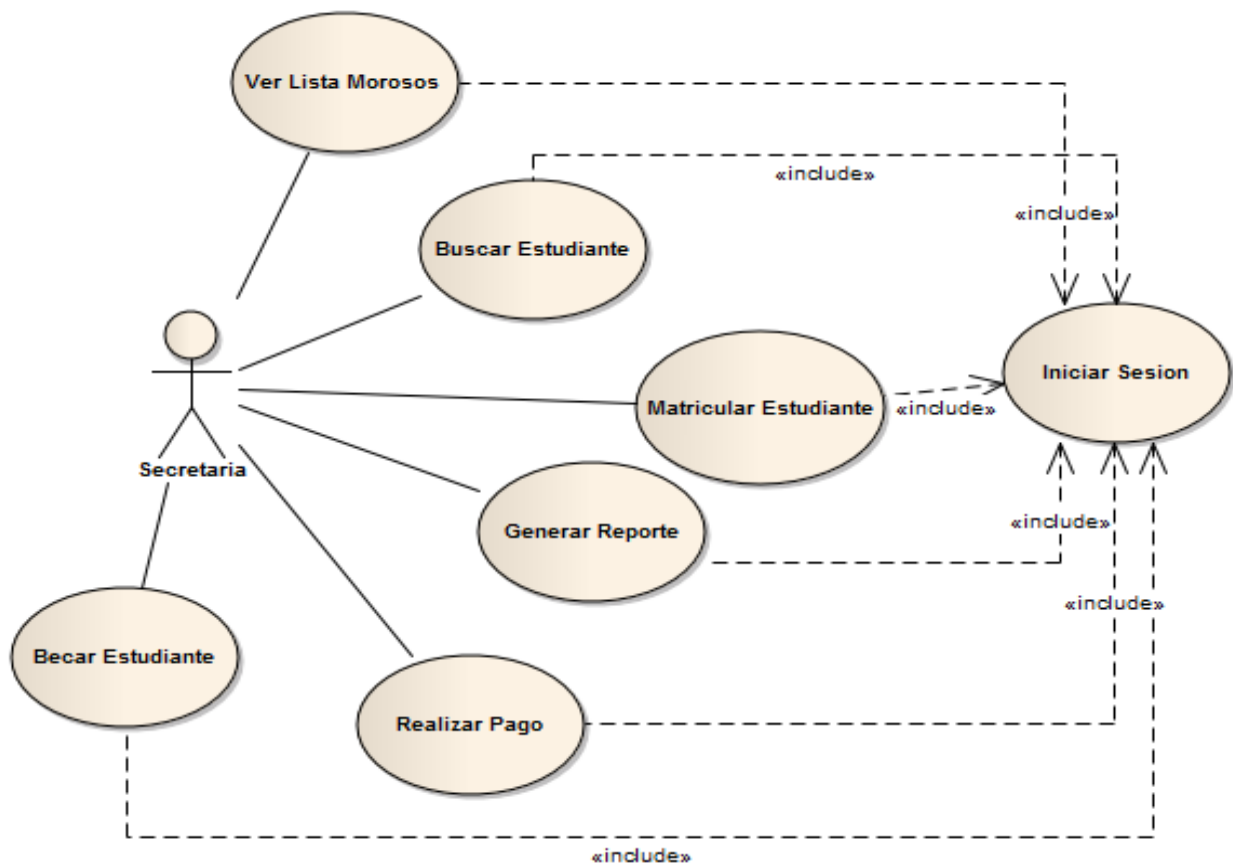 Ver Lista Morosos
«include»
«include»
Buscar Estudiante
Iniciar Sesion
Matricular Estudiante
«include»
Secretaria
Generar Reporte
«include»
«include»
Becar Estudiante
Realizar Pago
«include»